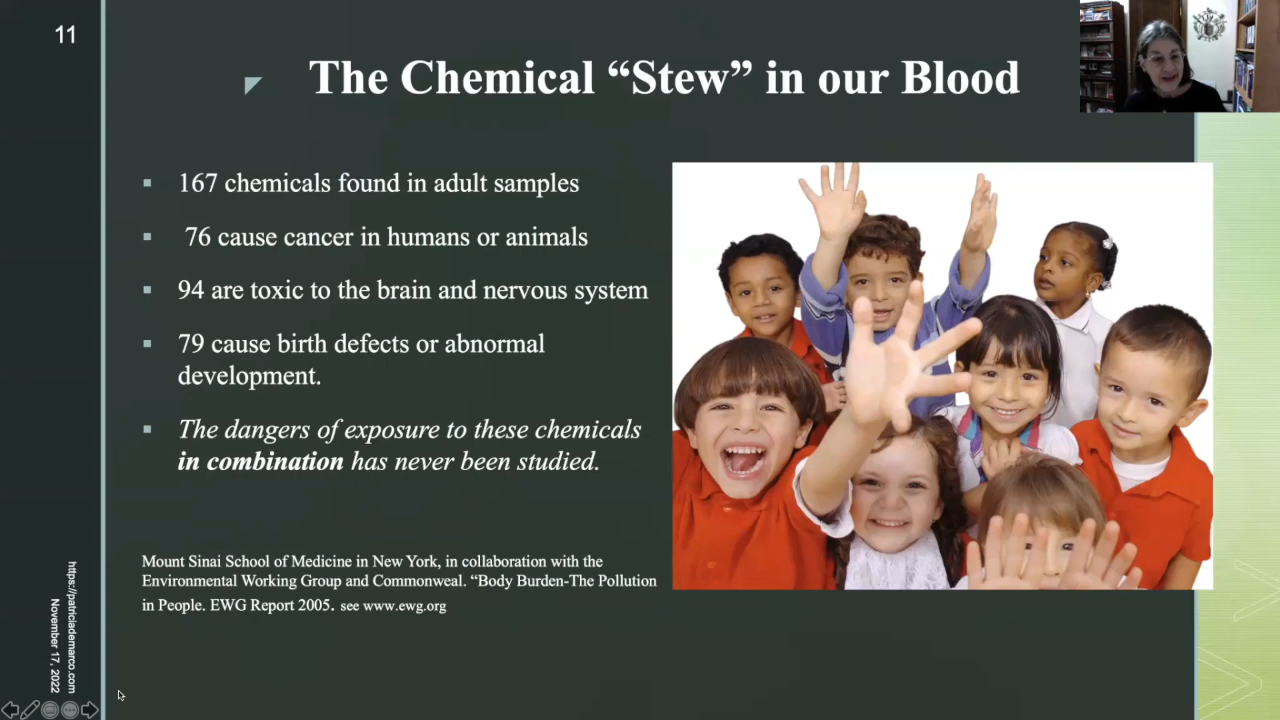 11
The Chemical “Stew” in our Blood
167 chemicals found in adult samples
76 cause cancer in humans or animals
94 are toxic to the brain and nervous system
79 cause birth defects or abnormal
development.
The dangers of exposure to these chemicals
in combination has never been studied.
Mount Sinai School of Medicine in New York, in collaboration with the
Environmental Working Group and Commonweal. “Body Burden-The Pollution
in People. EWG Report 2005. see www.ewg.org
https://patriciademarco.com
November 17, 2022